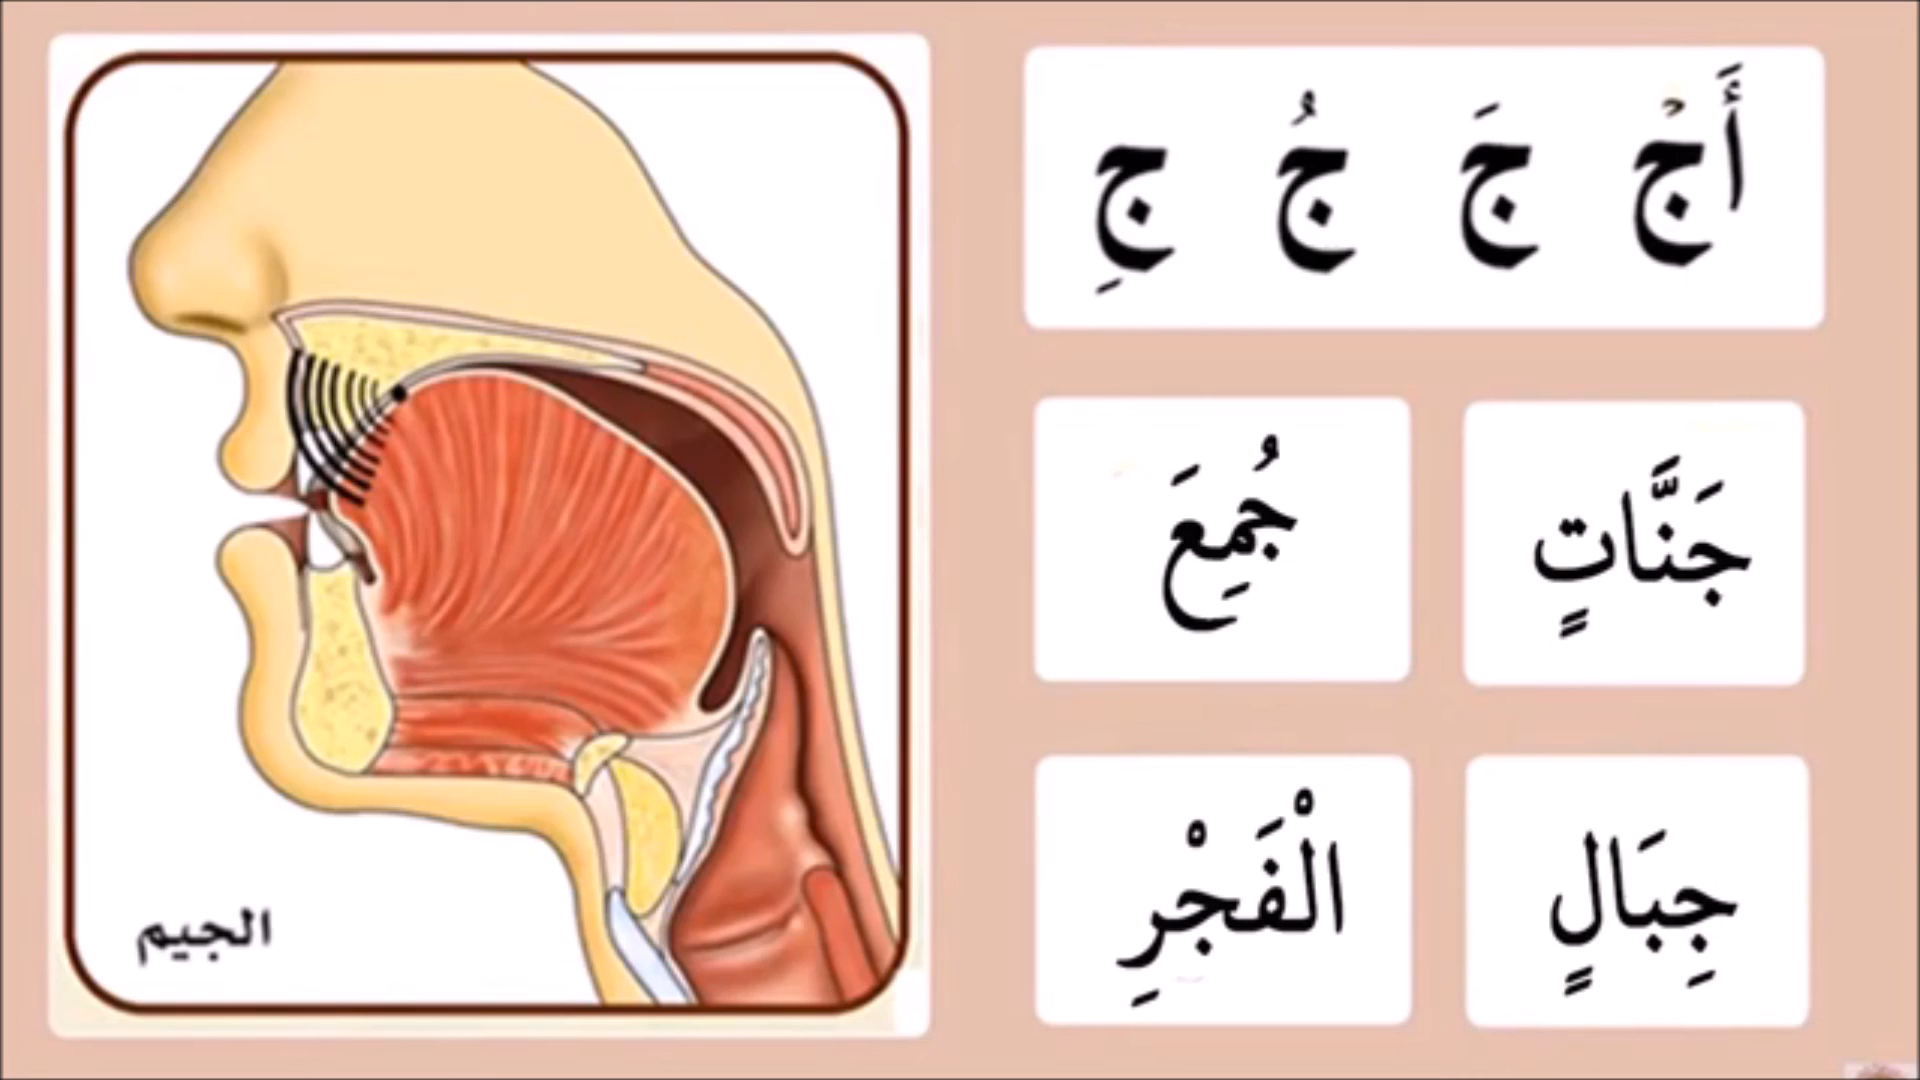 أَجْ جَ جُ جِ
جَنَّاتٍ جُمِعَ
جِبَالٍ الْفَجْرِ
الجيم